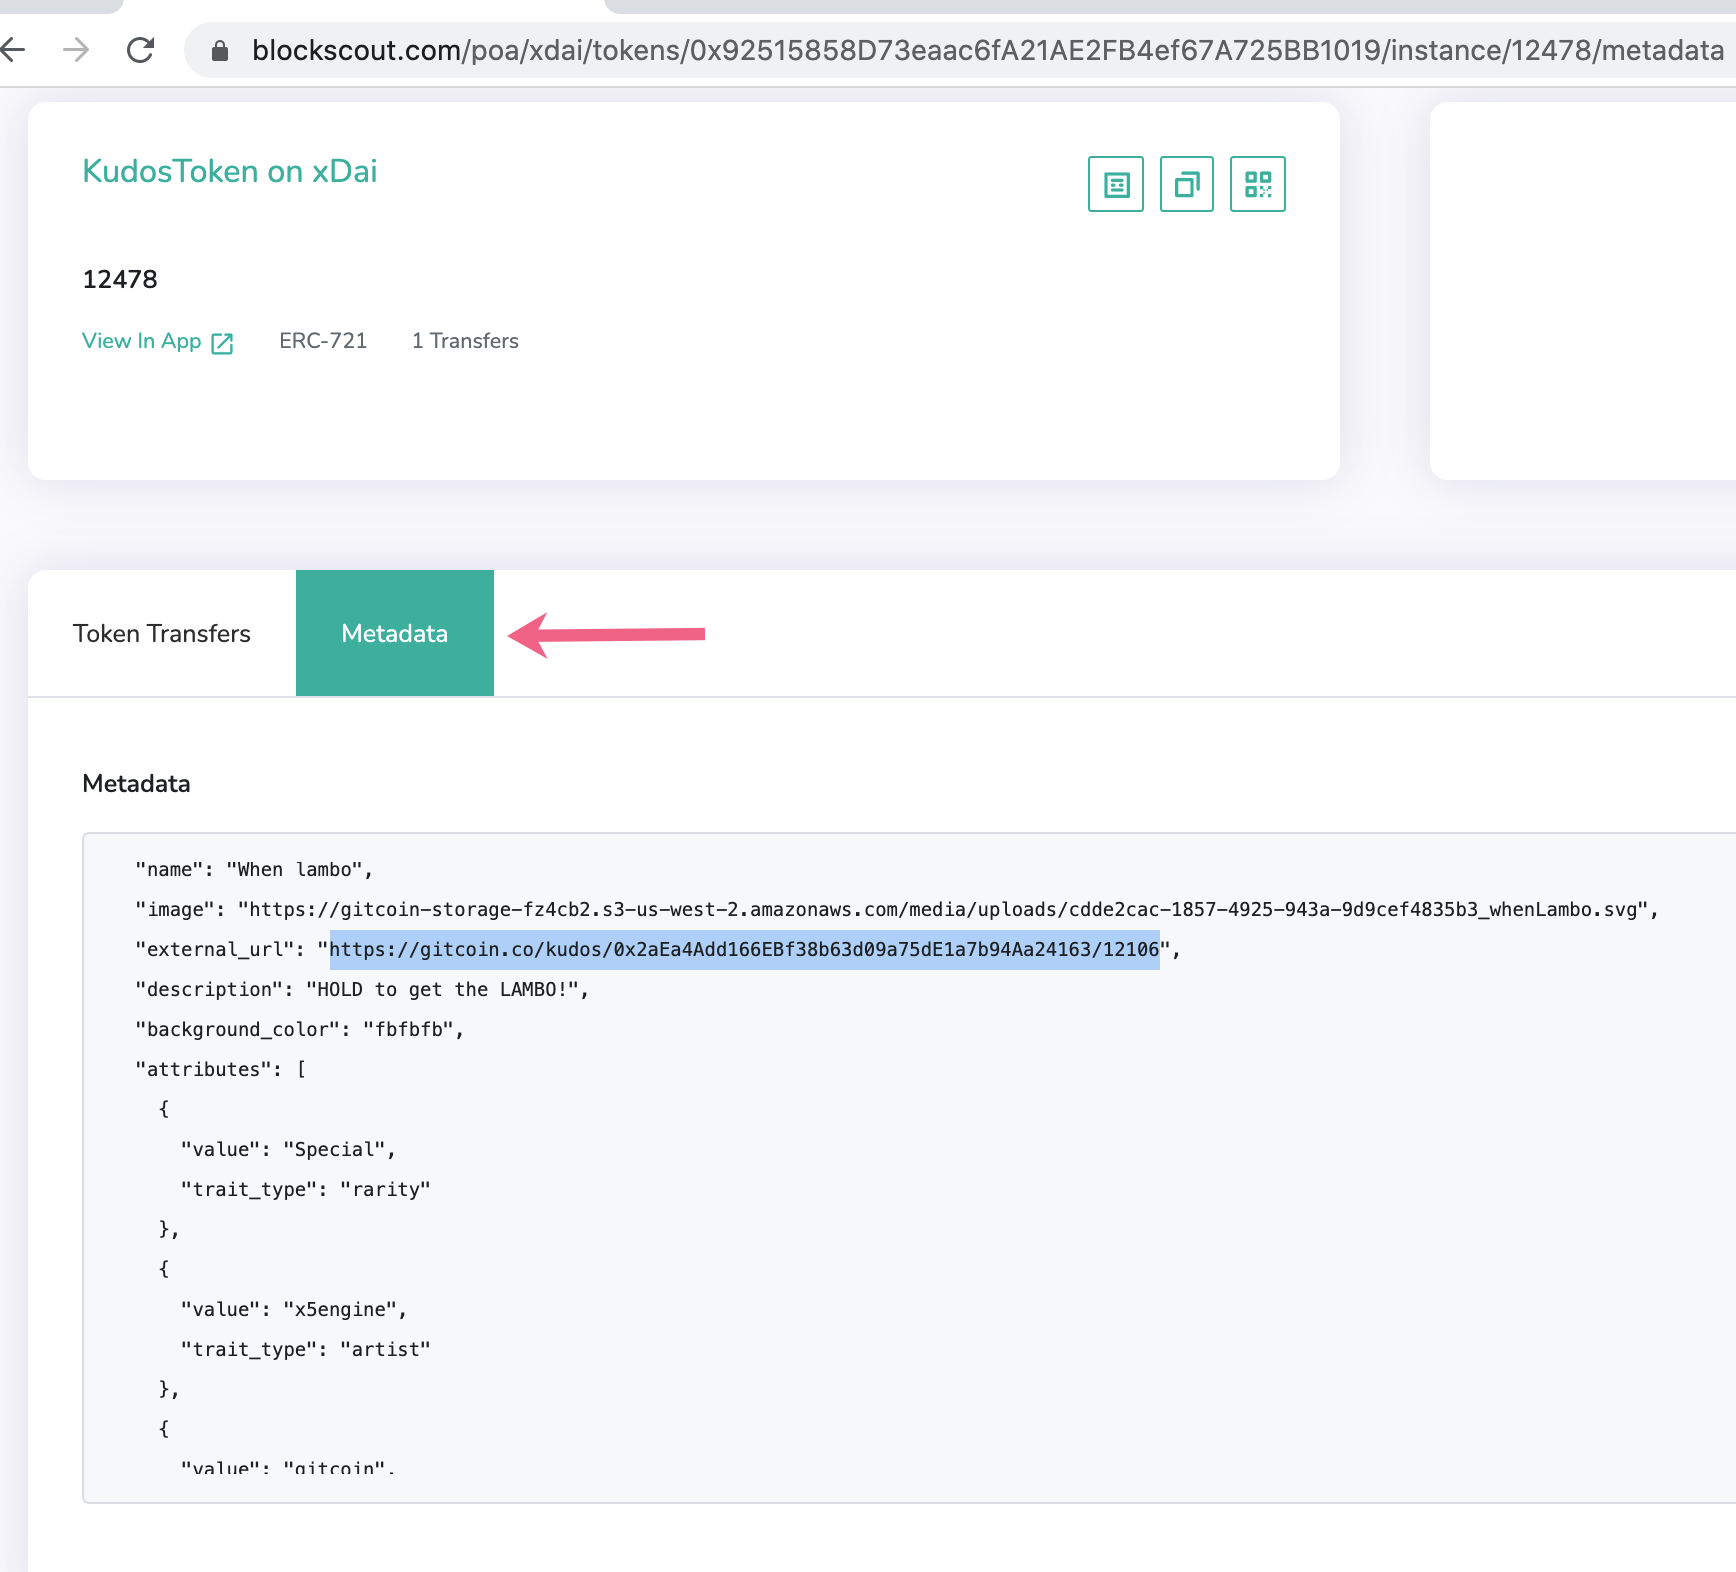 blockscout.com/poa/xdai/tokens/0x92515858D73eaac6fA21AE2FB4ef67A725BB1019/instance/12478/metadata
KudosToken on xDai
12478
View In App ERC-721 1 Transfers
Token Transfers Metadata
Metadata
"name": "When lambo",
"image": "https://gitcoin-storage-fz4cb2.s3-us-west-2.amazonaws.com/media/uploads/cdde2cac-1857-4925-943a-9d9cef4835b3_whenLambo.svg",
"external_url": "https://gitcoin.co/kudos/0x2aEa4Add166EBf38b63d09a75dE1a7b94Aa24163/12106",
"description": "HOLD to get the LAMBO!",
"background_color": "fbfbfb",
"attributes": [
{
"value": "Special",
"trait_type": "rarity"
},
{
"value": "x5engine",
"trait_type": "artist"
},
{
"value": "gitcoin",